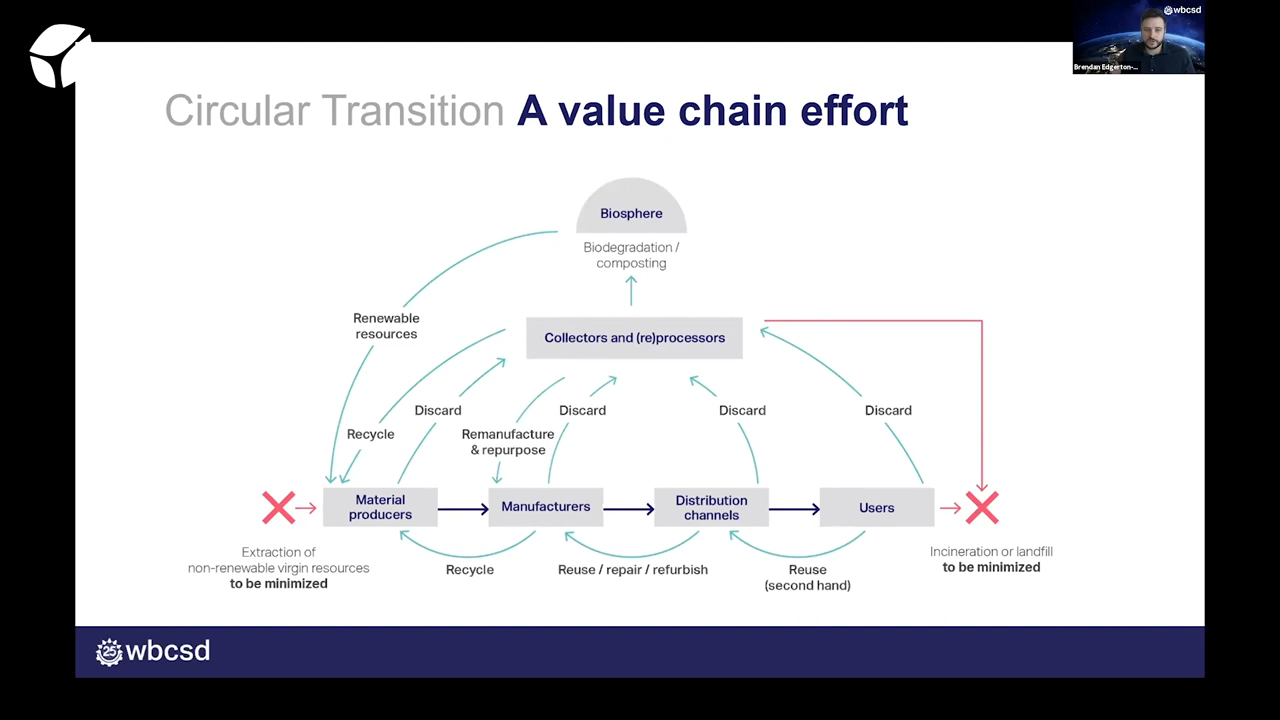 wbcsd
Brendan Edgerton-...
Circular Transition A value chain effort
Biosphere
Biodegradation /
composting
Renewable
resources
Collectors and (re)processors
Discard
Discard
Discard
Discard
Recycle
Remanufacture
& repurpose
Material
producers
Manufacturers
Distribution
channels
Users
Extraction of
non-renewable virgin resources
to be minimized
Incineration or landfill
to be minimized
Recycle
Reuse / repair / refurbish
Reuse
(second hand)
25 wbcsd